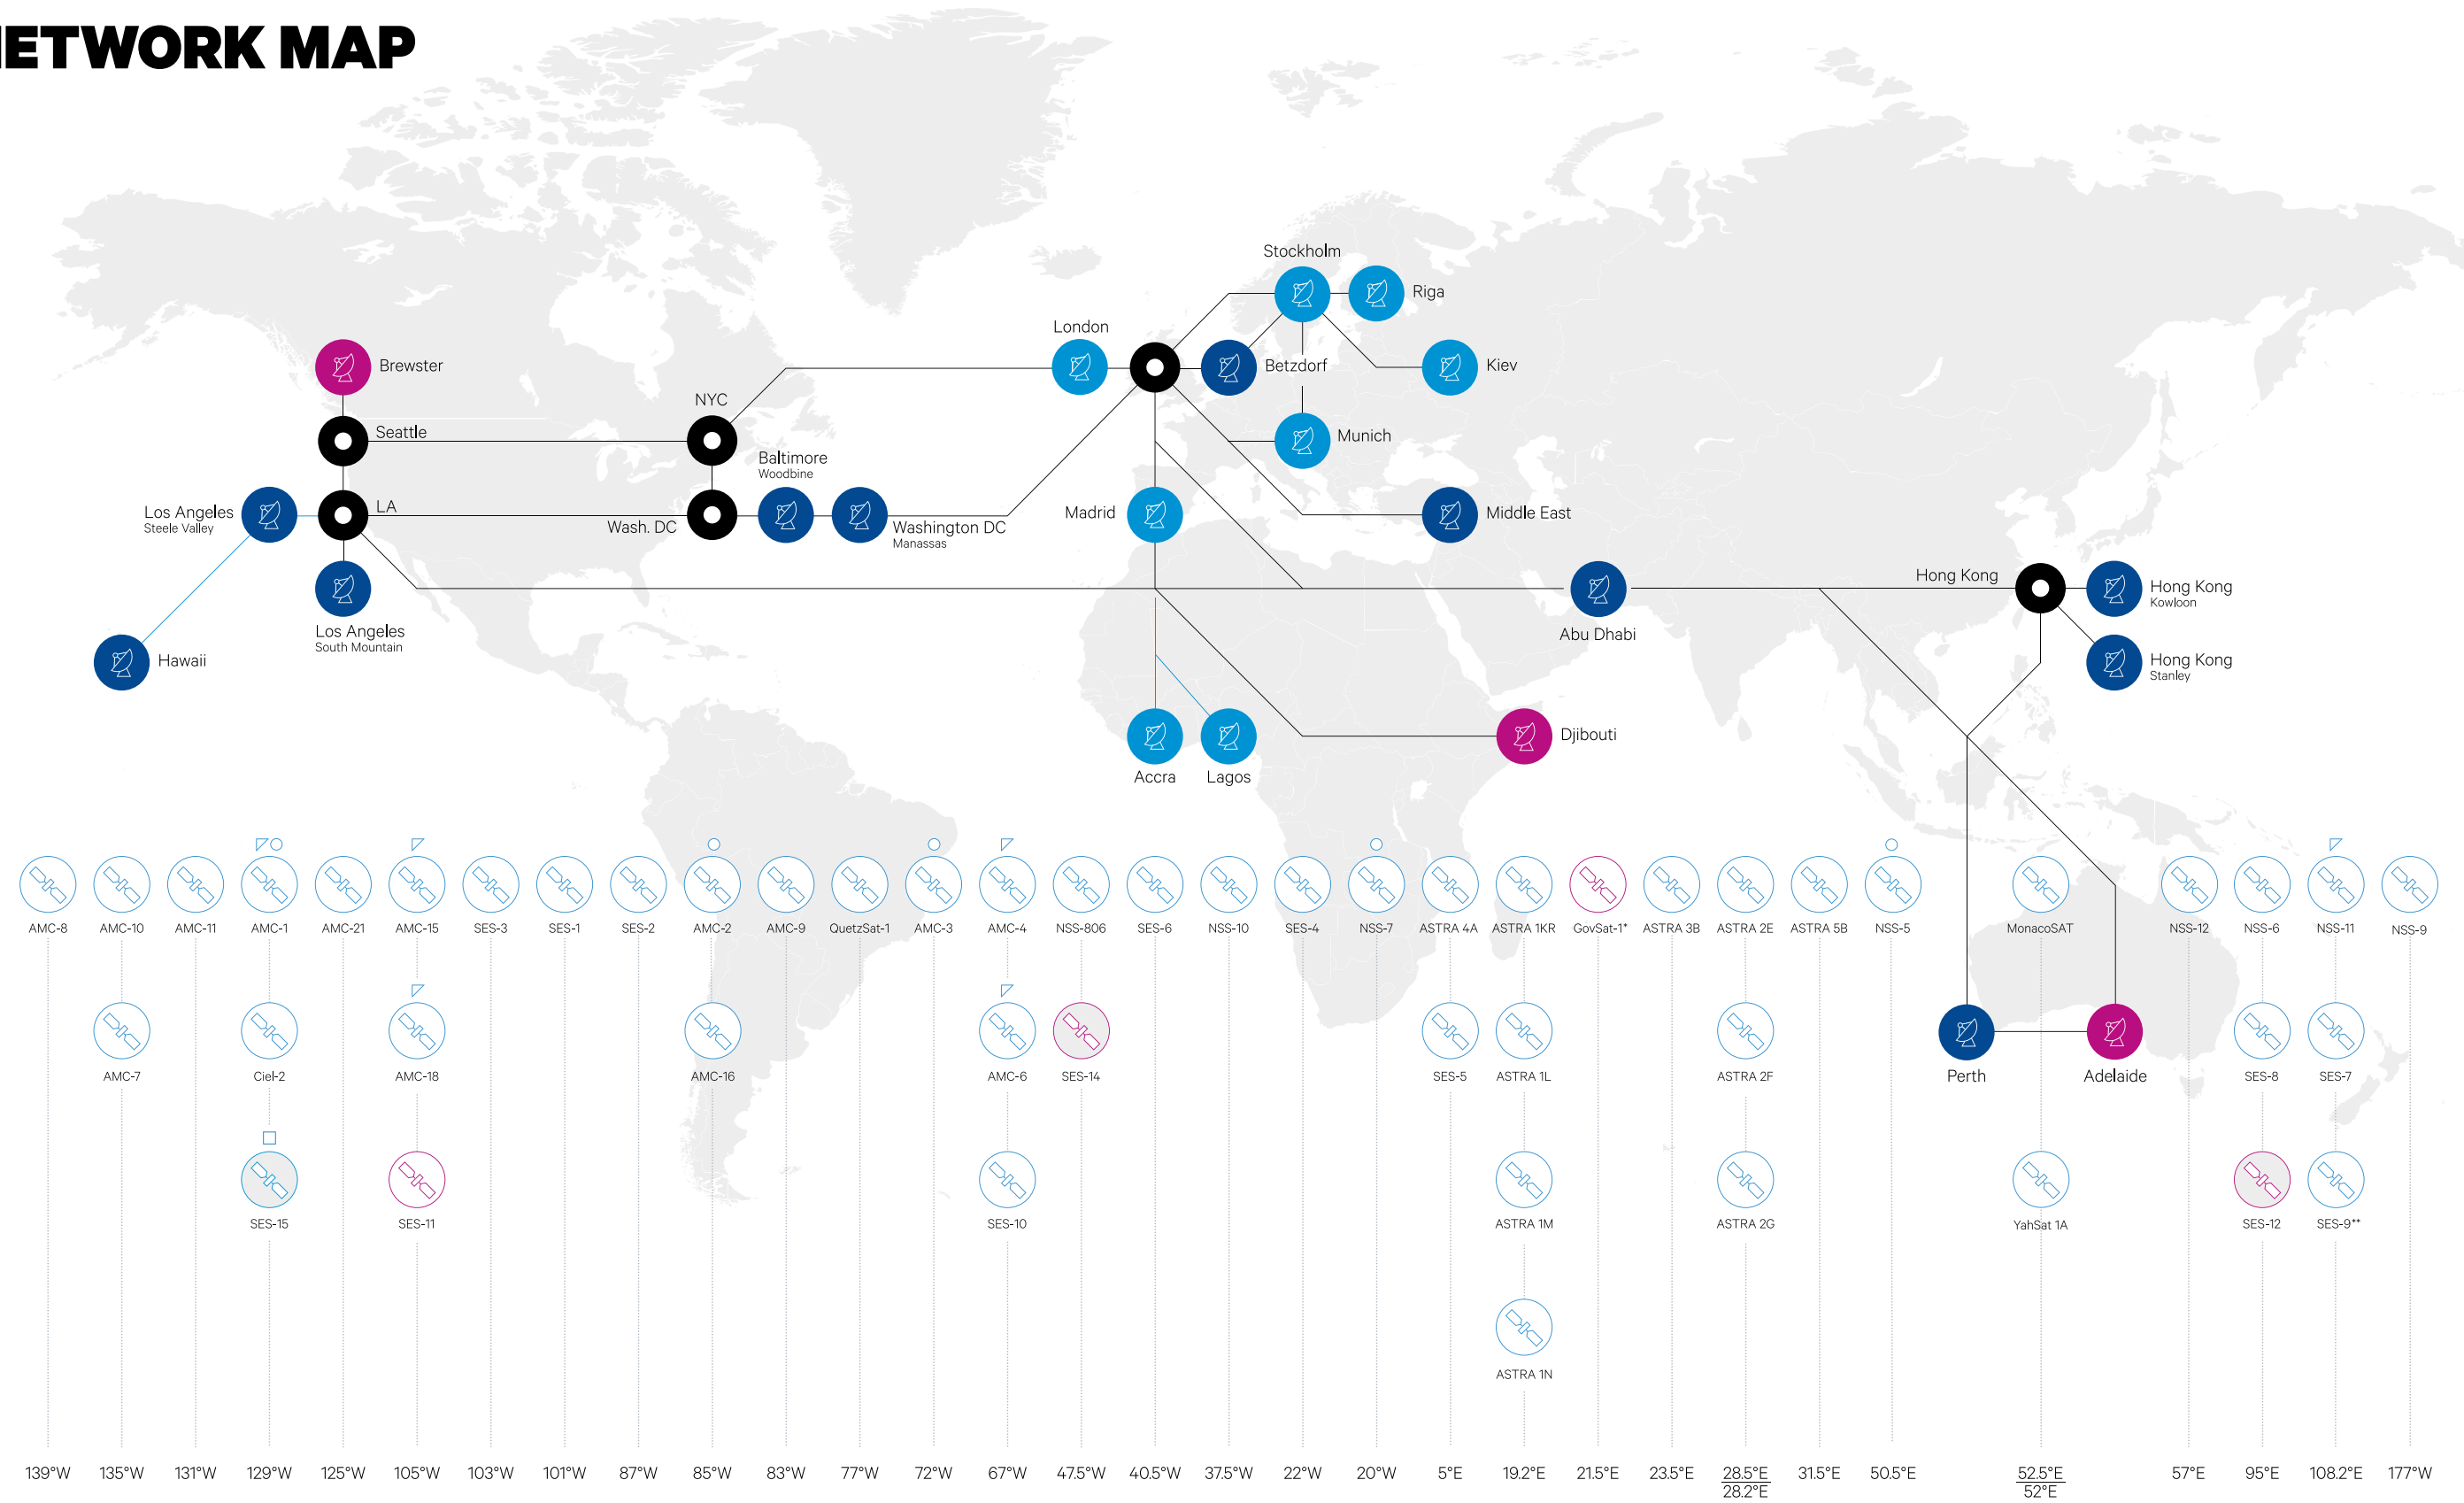 ETWORK MAP
Stockholm
Riga
London
Brewster
Betzdorf
Kiev
NYC
Seattle
Munich
Baltimore
Woodbine
Los Angeles
Steele Valley
LA
Wash. DC
Washington DC
Manassas
Madrid
Middle East
Hong Kong
Hong Kong
Kowloon
Los Angeles
South Mountain
Abu Dhabi
Hawaii
Hong Kong
Stanley
Djibouti
Accra
Lagos
AMC-8
AMC-10
AMC-11
AMC-1
AMC-21
AMC-15
SES-3
SES-1
SES-2
AMC-2
AMC-9
QuetzSat-1
AMC-3
AMC-4
NSS-806
SES-6
NSS-10
SES-4
NSS-7
ASTRA 4A
ASTRA 1KR
GovSat-1*
ASTRA 3B
ASTRA 2E
ASTRA 5B
NSS-5
MonacoSAT
NSS-12
NSS-6
NSS-11
NSS-9
AMC-7
Ciel-2
AMC-18
AMC-16
AMC-6
SES-14
SES-5
ASTRA 1L
ASTRA 2F
Perth
Adelaide
SES-8
SES-7
SES-15
SES-11
SES-10
ASTRA 1M
ASTRA 2G
YahSat 1A
SES-12
SES-9**
ASTRA 1N
139°W
135°W
131°W
129°W
125°W
105°W
103°W
101°W
87°W
85°W
83°W
77°W
72°W
67°W
47.5°W
40.5°W
37.5°W
22°W
20°W
5°E
19.2°E
21.5°E
23.5°E
28.5°E
28.2°E
31.5°E
50.5°E
52.5°E
52°E
57°E
95°E
108.2°E
177°W